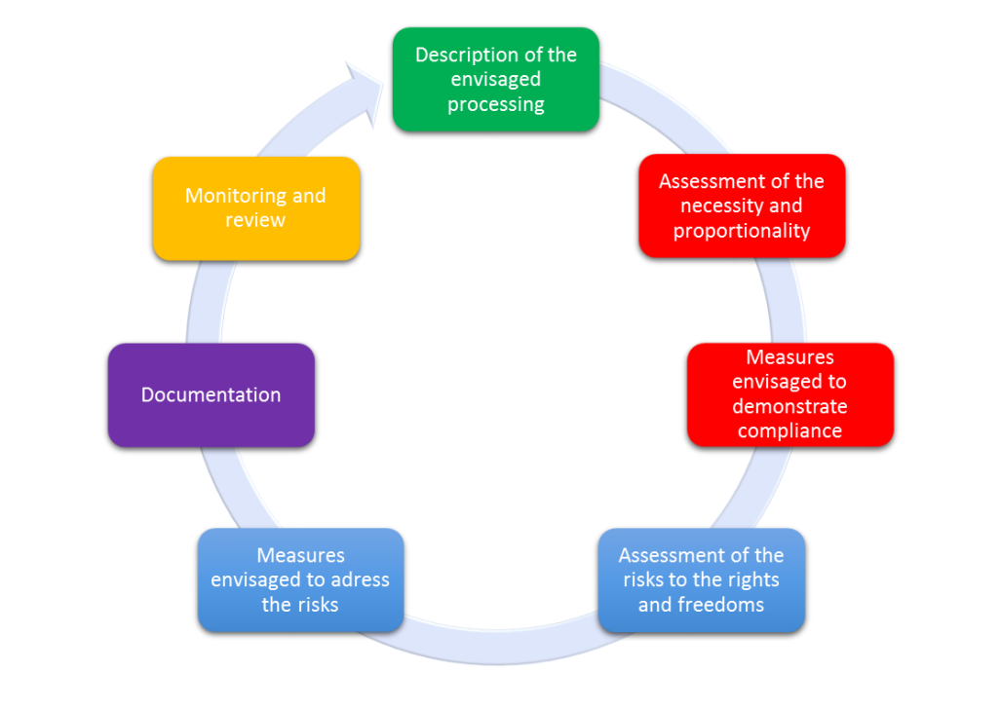 Description of the
envisaged
processing
Assessment of the
necessity and
proportionality
Measures
envisaged to
demonstrate
compliance
Assessment of the
risks to the rights
and freedoms
Measures
envisaged to adress
the risks
Documentation
Monitoring and
review